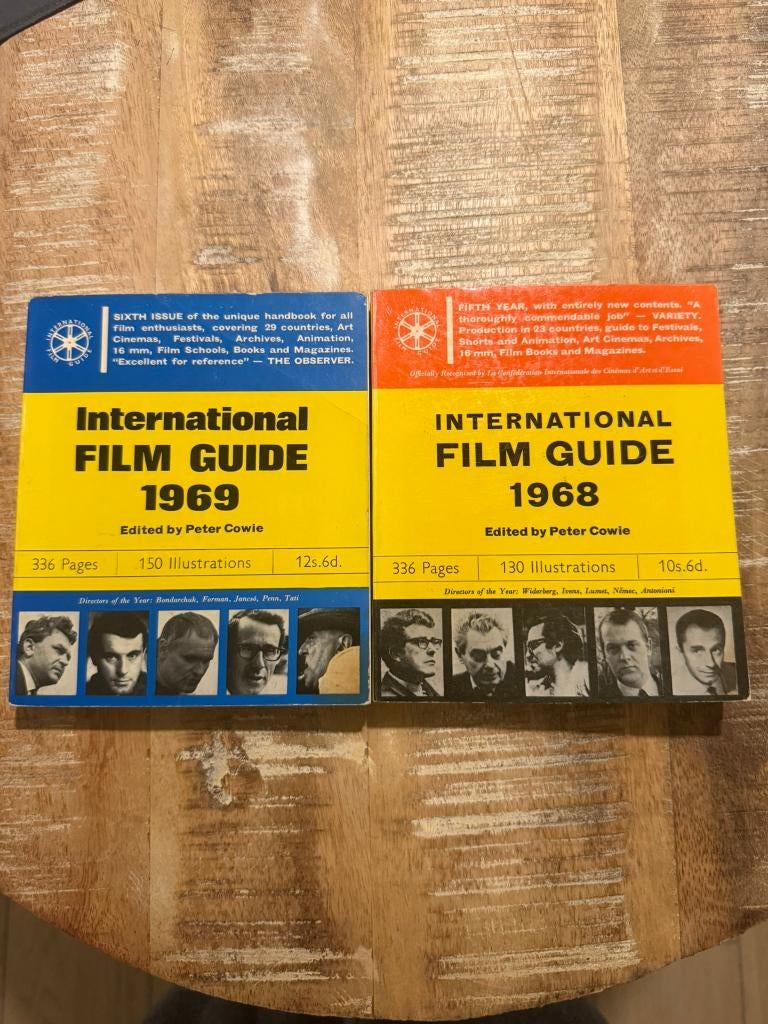 INTERNATIONAL FILM GUIDE
SIXTH ISSUE of the unique handbook for all
film enthusiasts, covering 29 countries, Art
Cinemas, Festivals, Archives, Animation,
16 mm, Film Schools, Books and Magazines.
"Excellent for reference" — THE OBSERVER.
International
FILM GUIDE
1969
Edited by Peter Cowie
336 Pages
150 Illustrations
12s.6d.
Directors of the Year: Bondarchuk, Forman, Jancsó, Penn, Tati
INTERNATIONAL FILM GUIDE
FIFTH YEAR, with entirely new contents. "A
thoroughly commendable job" — VARIETY.
Production in 23 countries, guide to Festivals,
Shorts and Animation, Art Cinemas, Archives,
16 mm, Film Books and Magazines.
Officially Recognised by La Confédération Internationale des Cinémas d'Art et d'Essai
INTERNATIONAL
FILM GUIDE
1968
Edited by Peter Cowie
336 Pages
130 Illustrations
10s.6d.
Directors of the Year: Widerberg, Ivens, Lumet, Němec, Antonioni